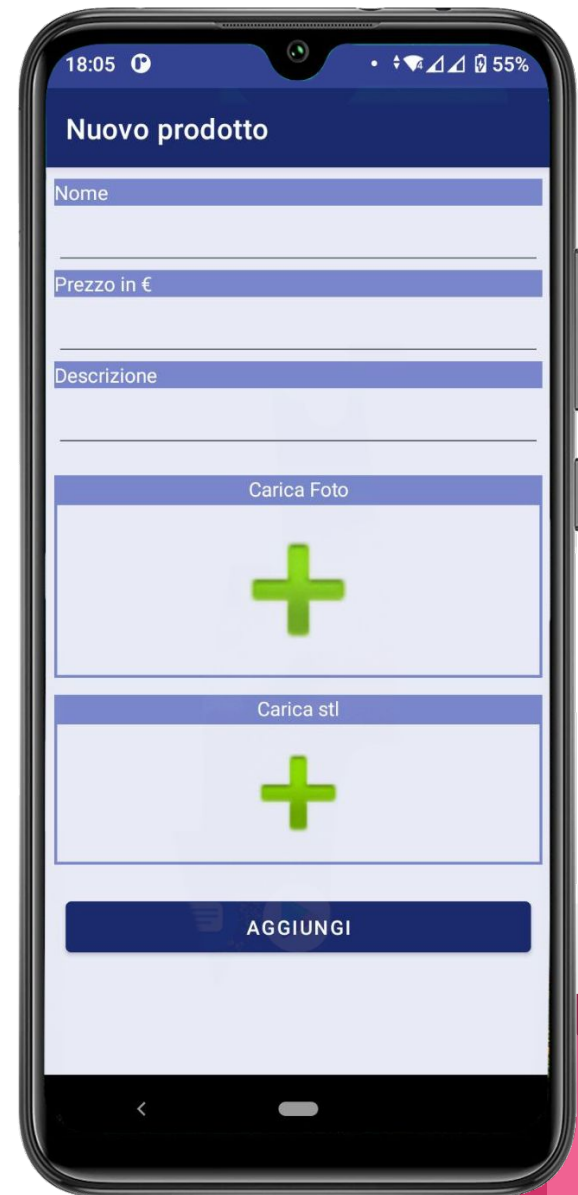 18:05 55%
Nuovo prodotto
Nome
Prezzo in €
Descrizione
Carica Foto
Carica stl
AGGIUNGI